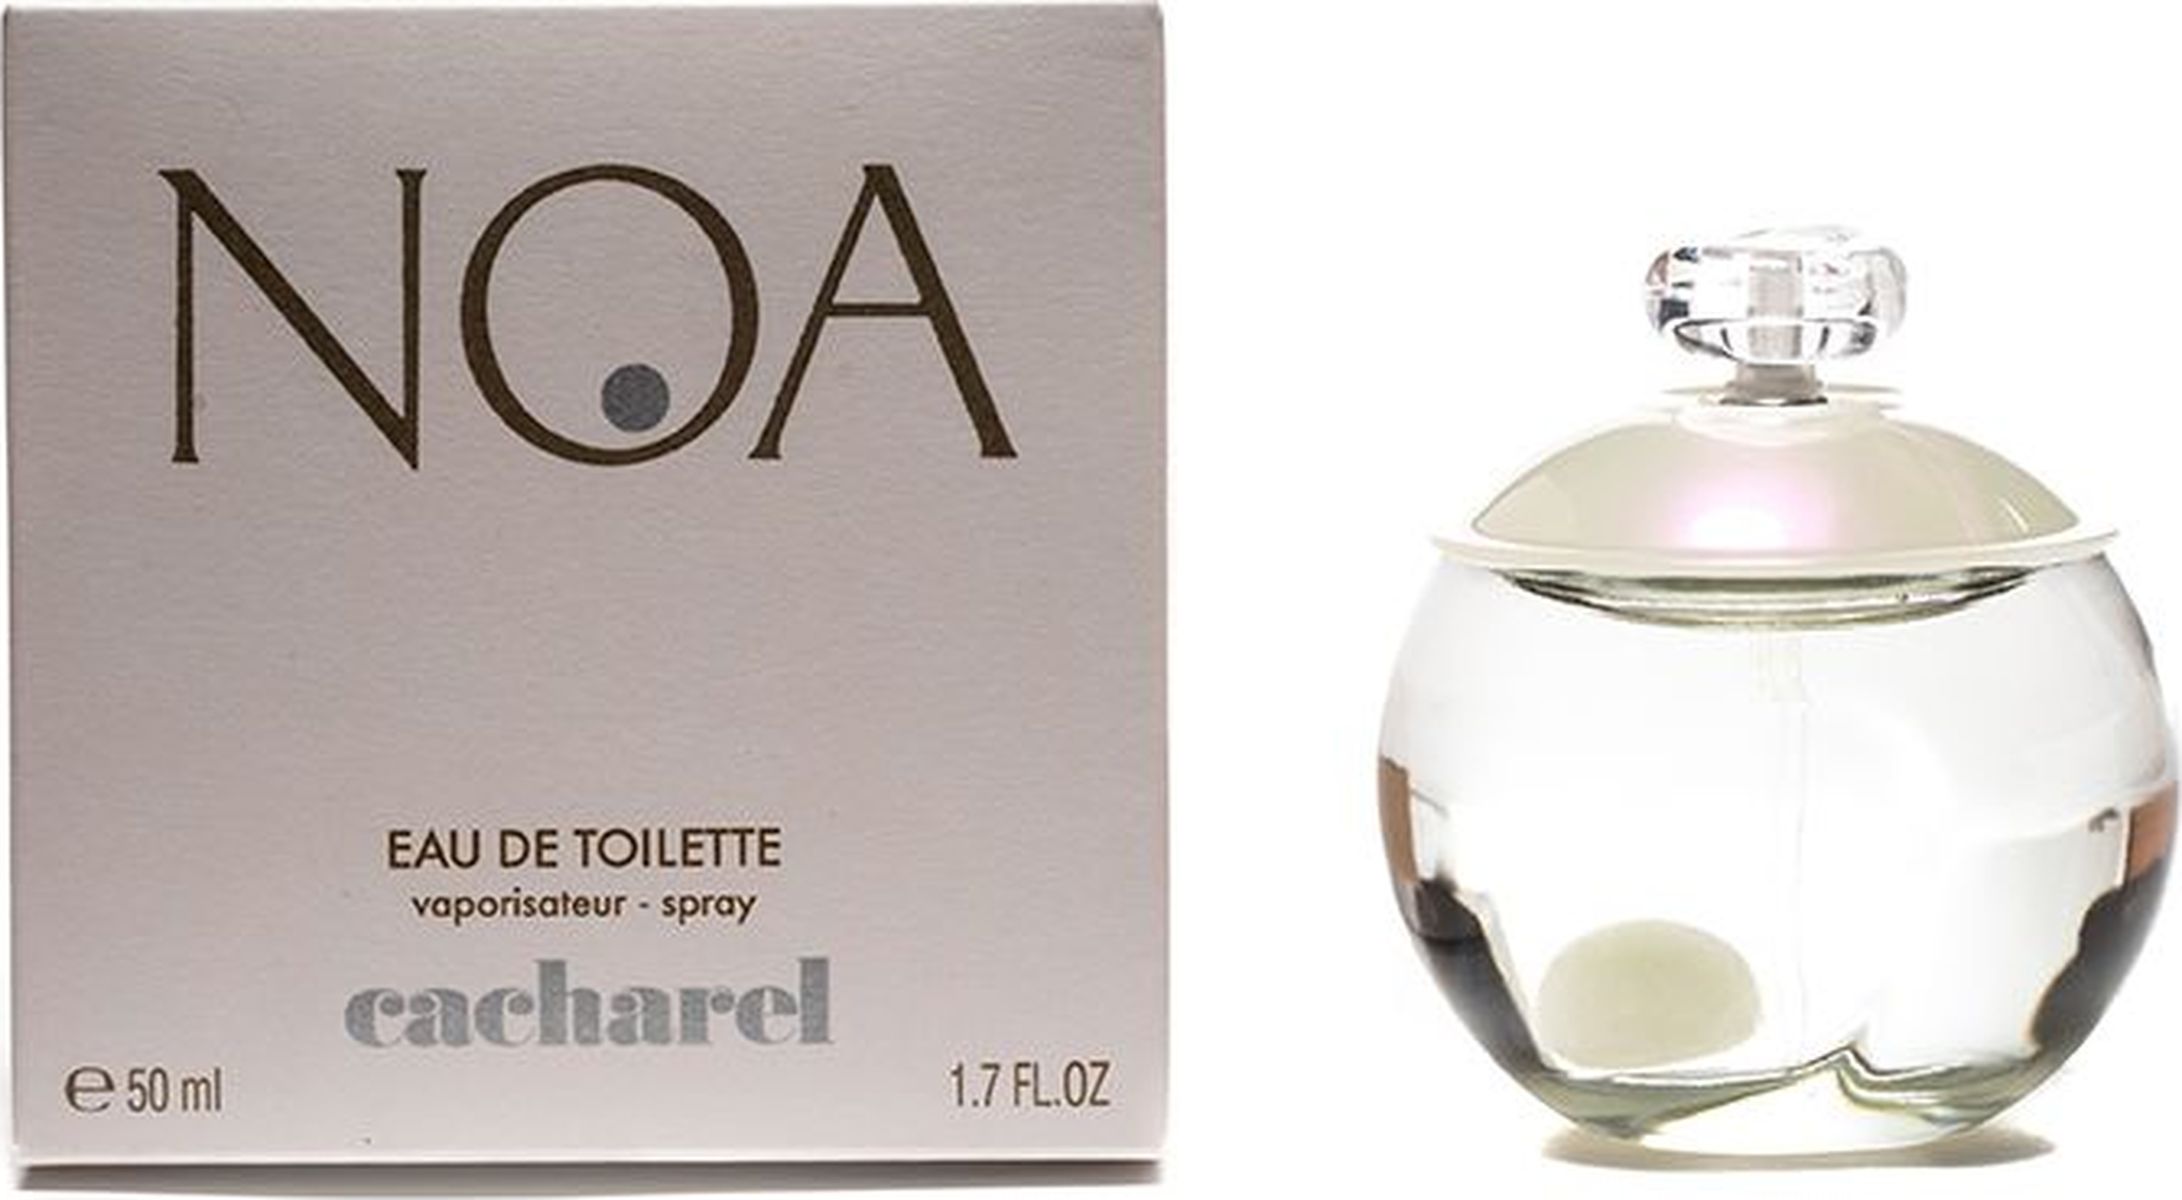 NOA
EAU DE TOILETTE
vaporisateur - spray
cacharel
℮ 50 ml 1.7 FL.OZ